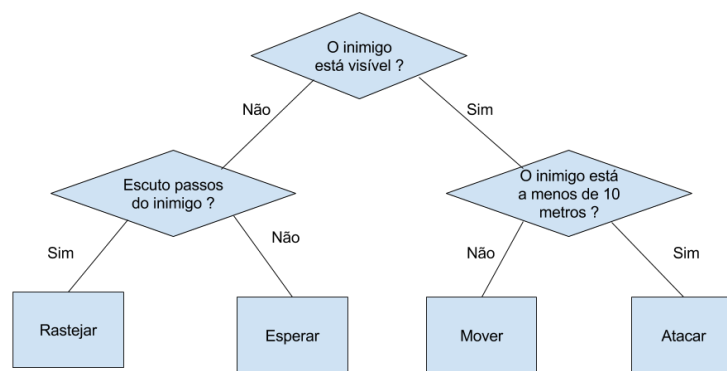 O inimigo
está visível ?
Não
Sim
Escuto passos
do inimigo ?
O inimigo está
a menos de 10
metros ?
Sim
Não
Não
Sim
Rastejar
Esperar
Mover
Atacar